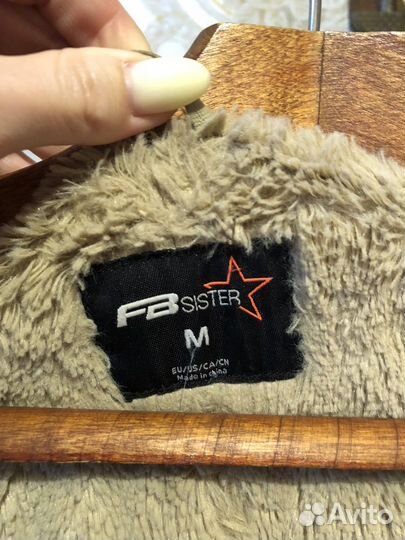 FB SISTER
M
EU/US/CA/CN
Made in China
Avito